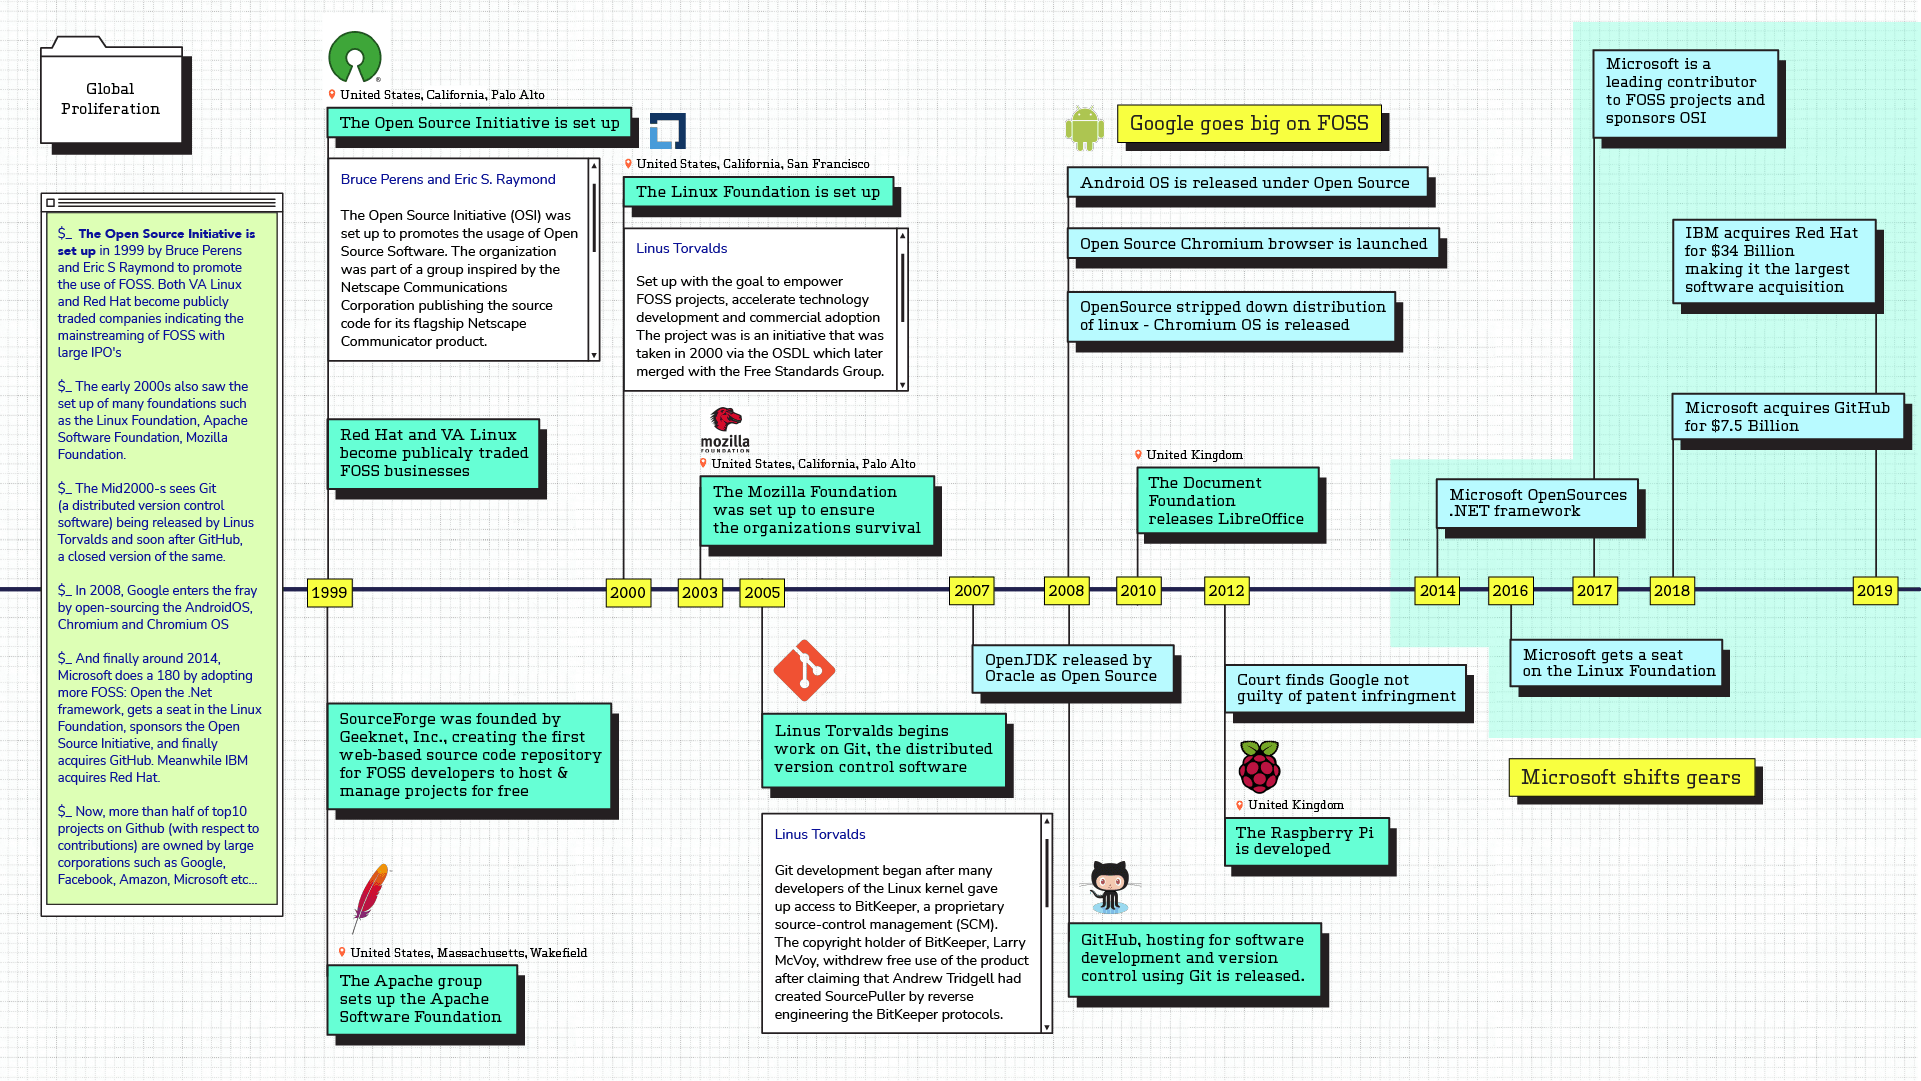 Global
Proliferation
$_ The Open Source Initiative is
set up in 1999 by Bruce Perens
and Eric S Raymond to promote
the use of FOSS. Both VA Linux
and Red Hat become publicly
traded companies indicating the
mainstreaming of FOSS with
large IPO's
$_ The early 2000s also saw the
set up of many foundations such
as the Linux Foundation, Apache
Software Foundation, Mozilla
Foundation.
$_ The Mid2000-s sees Git
(a distributed version control
software) being released by Linus
Torvalds and soon after GitHub,
a closed version of the same.
$_ In 2008, Google enters the fray
by open-sourcing the AndroidOS,
Chromium and Chromium OS
$_ And finally around 2014,
Microsoft does a 180 by adopting
more FOSS: Open the .Net
framework, gets a seat in the Linux
Foundation, sponsors the Open
Source Initiative, and finally
acquires GitHub. Meanwhile IBM
acquires Red Hat.
$_ Now, more than half of top10
projects on Github (with respect to
contributions) are owned by large
corporations such as Google,
Facebook, Amazon, Microsoft etc...
United States, California, Palo Alto
The Open Source Initiative is set up
Bruce Perens and Eric S. Raymond
The Open Source Initiative (OSI) was
set up to promotes the usage of Open
Source Software. The organization
was part of a group inspired by the
Netscape Communications
Corporation publishing the source
code for its flagship Netscape
Communicator product.
Red Hat and VA Linux
become publicaly traded
FOSS businesses
1999
SourceForge was founded by
Geeknet, Inc., creating the first
web-based source code repository
for FOSS developers to host &
manage projects for free
United States, Massachusetts, Wakefield
The Apache group
sets up the Apache
Software Foundation
United States, California, San Francisco
The Linux Foundation is set up
Linus Torvalds
Set up with the goal to empower
FOSS projects, accelerate technology
development and commercial adoption
The project was is an initiative that was
taken in 2000 via the OSDL which later
merged with the Free Standards Group.
2000
mozilla
FOUNDATION
United States, California, Palo Alto
The Mozilla Foundation
was set up to ensure
the organizations survival
2003
2005
Linus Torvalds begins
work on Git, the distributed
version control software
Linus Torvalds
Git development began after many
developers of the Linux kernel gave
up access to BitKeeper, a proprietary
source-control management (SCM).
The copyright holder of BitKeeper, Larry
McVoy, withdrew free use of the product
after claiming that Andrew Tridgell had
created SourcePuller by reverse
engineering the BitKeeper protocols.
2007
OpenJDK released by
Oracle as Open Source
Google goes big on FOSS
Android OS is released under Open Source
Open Source Chromium browser is launched
OpenSource stripped down distribution
of linux - Chromium OS is released
2008
GitHub, hosting for software
development and version
control using Git is released.
United Kingdom
The Document
Foundation
releases LibreOffice
2010
2012
Court finds Google not
guilty of patent infringment
United Kingdom
The Raspberry Pi
is developed
Microsoft OpenSources
.NET framework
2014
2016
Microsoft gets a seat
on the Linux Foundation
Microsoft is a
leading contributor
to FOSS projects and
sponsors OSI
2017
Microsoft acquires GitHub
for $7.5 Billion
2018
IBM acquires Red Hat
for $34 Billion
making it the largest
software acquisition
2019
Microsoft shifts gears